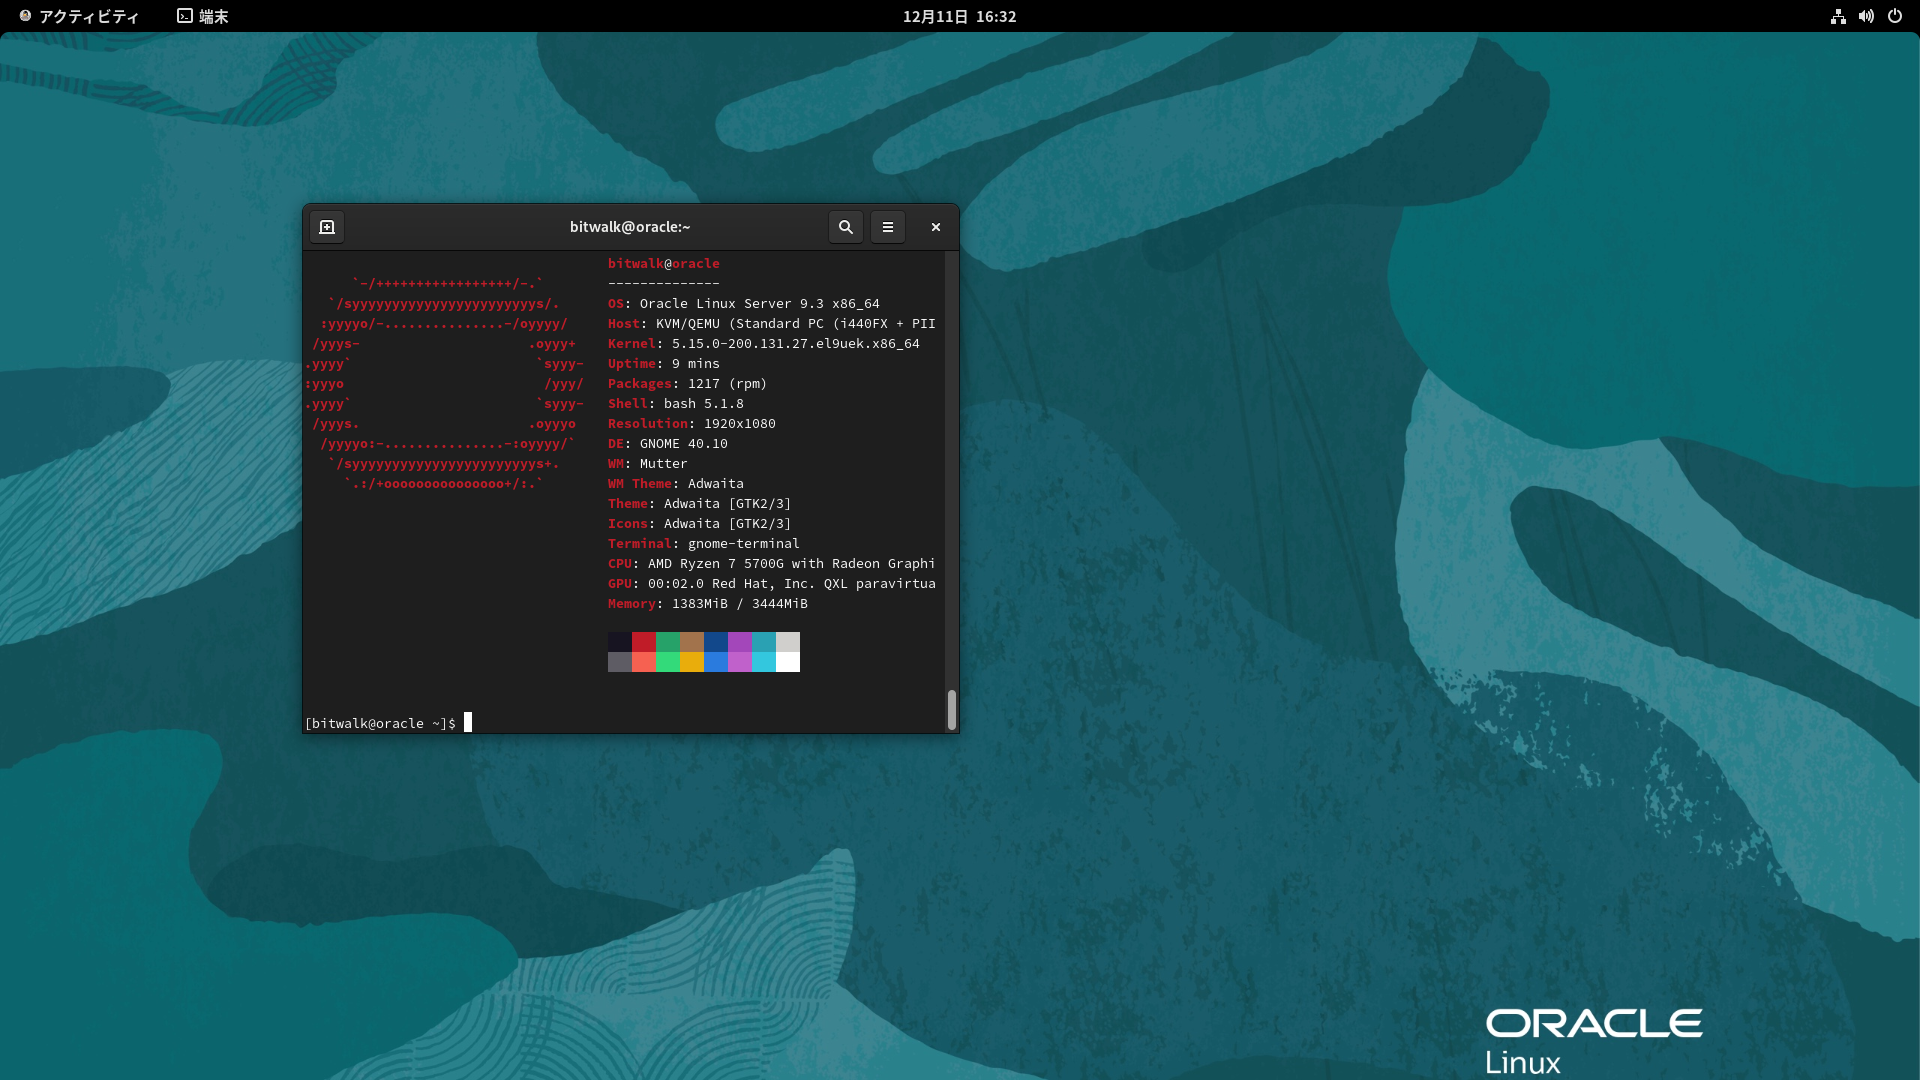 アクティビティ 端末 12月11日 16:32
bitwalk@oracle:~
bitwalk@oracle
--------------
`-/+++++++++++++++++/-.`
`/syyyyyyyyyyyyyyyyyyyyyyys/.
:yyyyo/-...............-/oyyyy/
/yyys- .oyyy+
.yyyy` `syyy-
:yyyo /yyy/
.yyyy` `syyy-
/yyys. .oyyyo
/yyyyo:-...............-:oyyyy/`
`/syyyyyyyyyyyyyyyyyyyyyyys+.
`.:/+ooooooooooooooo+/:.`
OS: Oracle Linux Server 9.3 x86_64
Host: KVM/QEMU (Standard PC (i440FX + PII
Kernel: 5.15.0-200.131.27.el9uek.x86_64
Uptime: 9 mins
Packages: 1217 (rpm)
Shell: bash 5.1.8
Resolution: 1920x1080
DE: GNOME 40.10
WM: Mutter
WM Theme: Adwaita
Theme: Adwaita [GTK2/3]
Icons: Adwaita [GTK2/3]
Terminal: gnome-terminal
CPU: AMD Ryzen 7 5700G with Radeon Graphi
GPU: 00:02.0 Red Hat, Inc. QXL paravirtua
Memory: 1383MiB / 3444MiB
[bitwalk@oracle ~]$
ORACLE
Linux